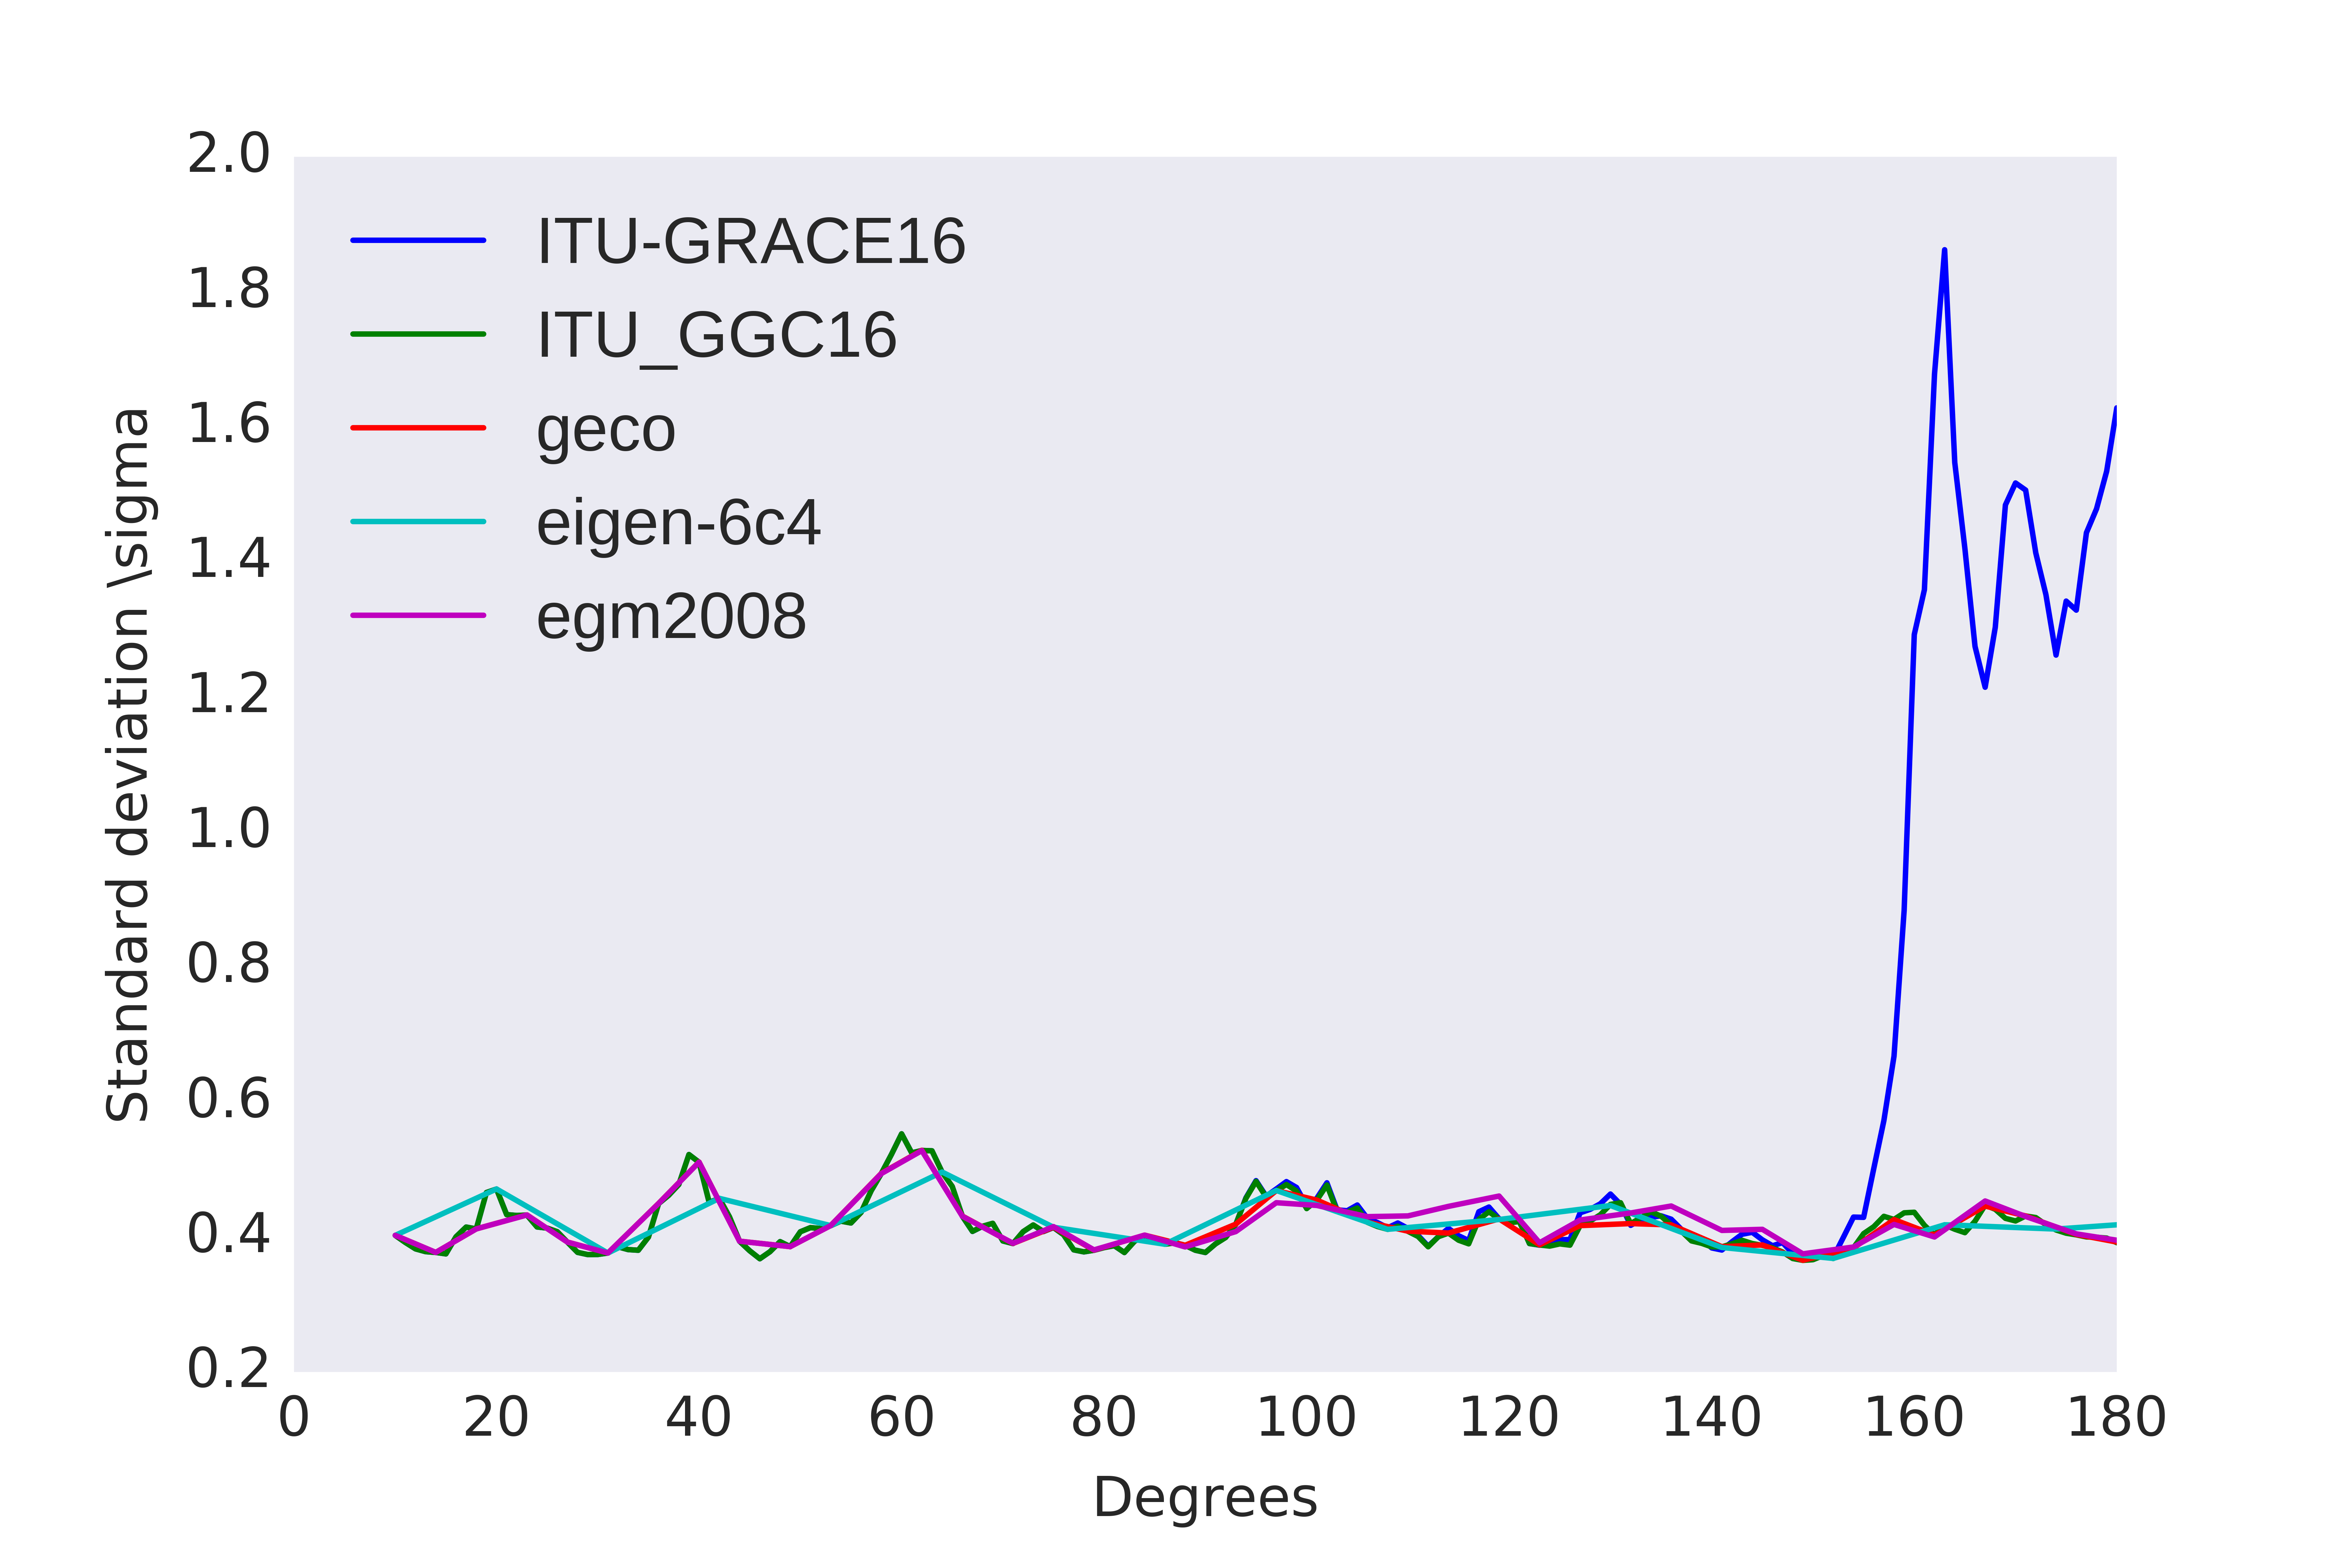 2.0
1.8
1.6
1.4
1.2
1.0
0.8
0.6
0.4
0.2
Standard deviation \sigma
ITU-GRACE16
ITU_GGC16
geco
eigen-6c4
egm2008
0 20 40 60 80 100 120 140 160 180
Degrees